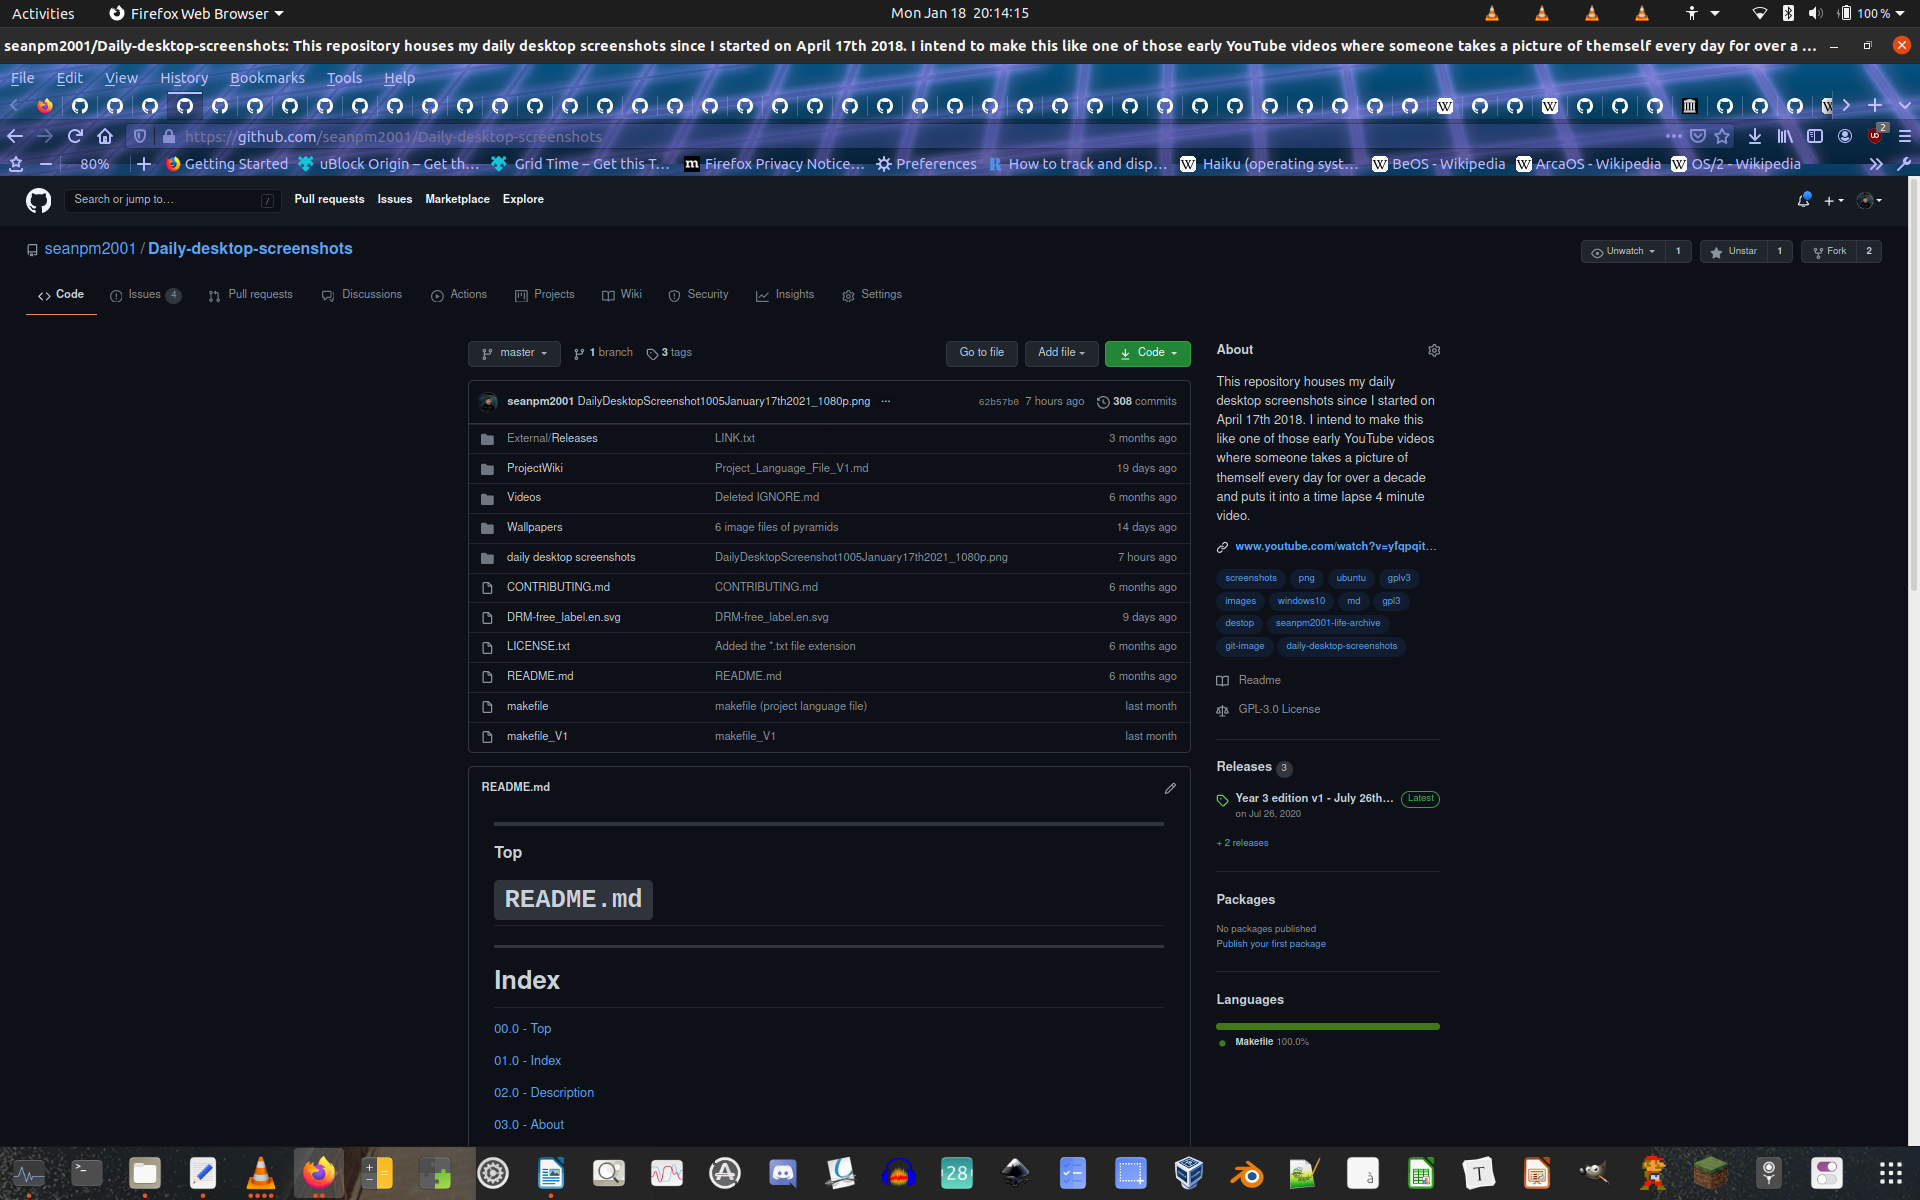 Activities Firefox Web Browser Mon Jan 18 20:14:15 100 %
seanpm2001/Daily-desktop-screenshots: This repository houses my daily desktop screenshots since I started on April 17th 2018. I intend to make this like one of those early YouTube videos where someone takes a picture of themself every day for over a ...
File Edit View History Bookmarks Tools Help
https://github.com/seanpm2001/Daily-desktop-screenshots 2
80% Getting Started uBlock Origin – Get th… Grid Time – Get this T… Firefox Privacy Notice… Preferences How to track and disp… Haiku (operating syst… BeOS - Wikipedia ArcaOS - Wikipedia OS/2 - Wikipedia
Search or jump to… / Pull requests Issues Marketplace Explore
seanpm2001 / Daily-desktop-screenshots Unwatch 1 Unstar 1 Fork 2
Code Issues 4 Pull requests Discussions Actions Projects Wiki Security Insights Settings
master 1 branch 3 tags Go to file Add file Code
seanpm2001 DailyDesktopScreenshot1005January17th2021_1080p.png ... 62b57b0 7 hours ago 308 commits
External/Releases LINK.txt 3 months ago
ProjectWiki Project_Language_File_V1.md 19 days ago
Videos Deleted IGNORE.md 6 months ago
Wallpapers 6 image files of pyramids 14 days ago
daily desktop screenshots DailyDesktopScreenshot1005January17th2021_1080p.png 7 hours ago
CONTRIBUTING.md CONTRIBUTING.md 6 months ago
DRM-free_label.en.svg DRM-free_label.en.svg 9 days ago
LICENSE.txt Added the *.txt file extension 6 months ago
README.md README.md 6 months ago
makefile makefile (project language file) last month
makefile_V1 makefile_V1 last month
README.md
Top
README.md
Index
00.0 - Top
01.0 - Index
02.0 - Description
03.0 - About
About
This repository houses my daily
desktop screenshots since I started on
April 17th 2018. I intend to make this
like one of those early YouTube videos
where someone takes a picture of
themself every day for over a decade
and puts it into a time lapse 4 minute
video.
www.youtube.com/watch?v=yfqpqit…
screenshots png ubuntu gplv3
images windows10 md gpl3
destop seanpm2001-life-archive
git-image daily-desktop-screenshots
Readme
GPL-3.0 License
Releases 3
Year 3 edition v1 - July 26th… Latest
on Jul 26, 2020
+ 2 releases
Packages
No packages published
Publish your first package
Languages
Makefile 100.0%
28